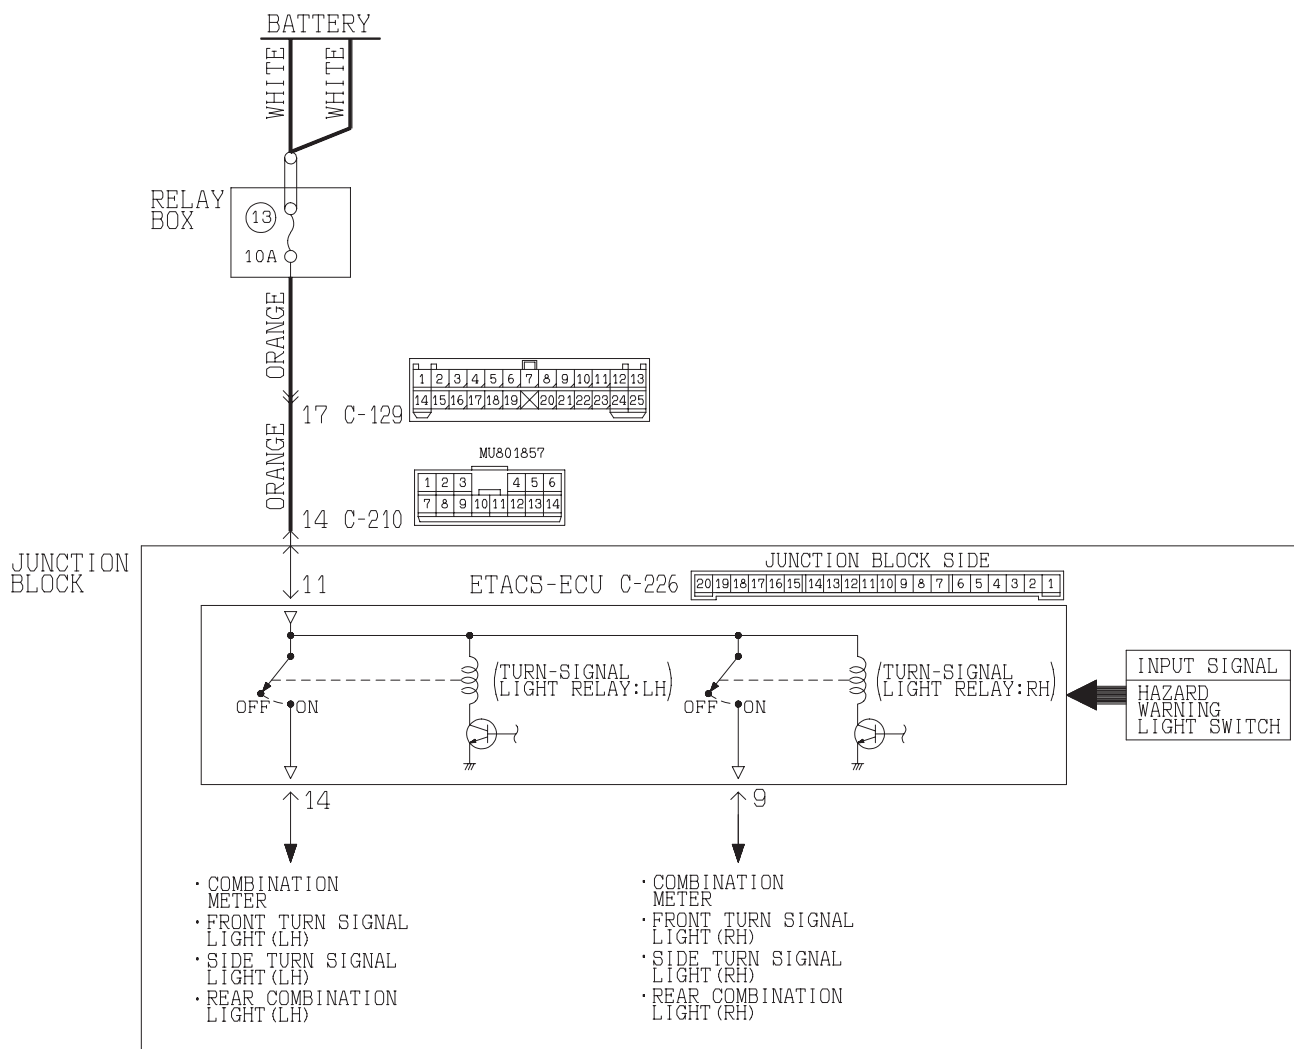 BATTERY
WHITE
WHITE
RELAY
BOX
13
10A
ORANGE
1 2 3 4 5 6 7 8 9 10 11 12 13
14 15 16 17 18 19 20 21 22 23 24 25
17 C-129
ORANGE
MU801857
1 2 3 4 5 6
7 8 9 10 11 12 13 14
14 C-210
JUNCTION
BLOCK
JUNCTION BLOCK SIDE
11
ETACS-ECU C-226
20 19 18 17 16 15 14 13 12 11 10 9 8 7 6 5 4 3 2 1
(TURN-SIGNAL
LIGHT RELAY:LH)
OFF ON
(TURN-SIGNAL
LIGHT RELAY:RH)
OFF ON
INPUT SIGNAL
HAZARD
WARNING
LIGHT SWITCH
14
9
· COMBINATION
METER
· FRONT TURN SIGNAL
LIGHT(LH)
· SIDE TURN SIGNAL
LIGHT(LH)
· REAR COMBINATION
LIGHT(LH)
· COMBINATION
METER
· FRONT TURN SIGNAL
LIGHT(RH)
· SIDE TURN SIGNAL
LIGHT(RH)
· REAR COMBINATION
LIGHT(RH)